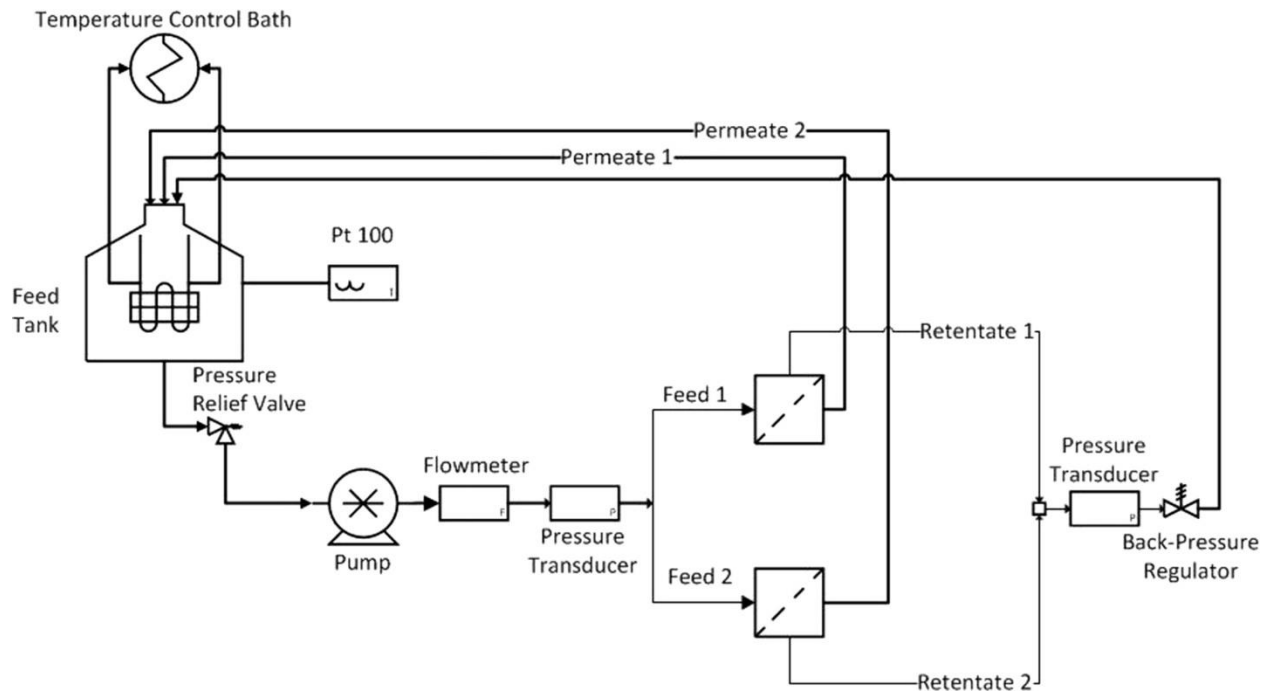 Temperature Control Bath
Permeate 2
Permeate 1
Pt 100
T
Feed
Tank
Pressure
Relief Valve
Retentate 1
Feed 1
Flowmeter
F
Pressure
Transducer
P
Pump
Pressure
Transducer
P
Back-Pressure
Regulator
Feed 2
Retentate 2